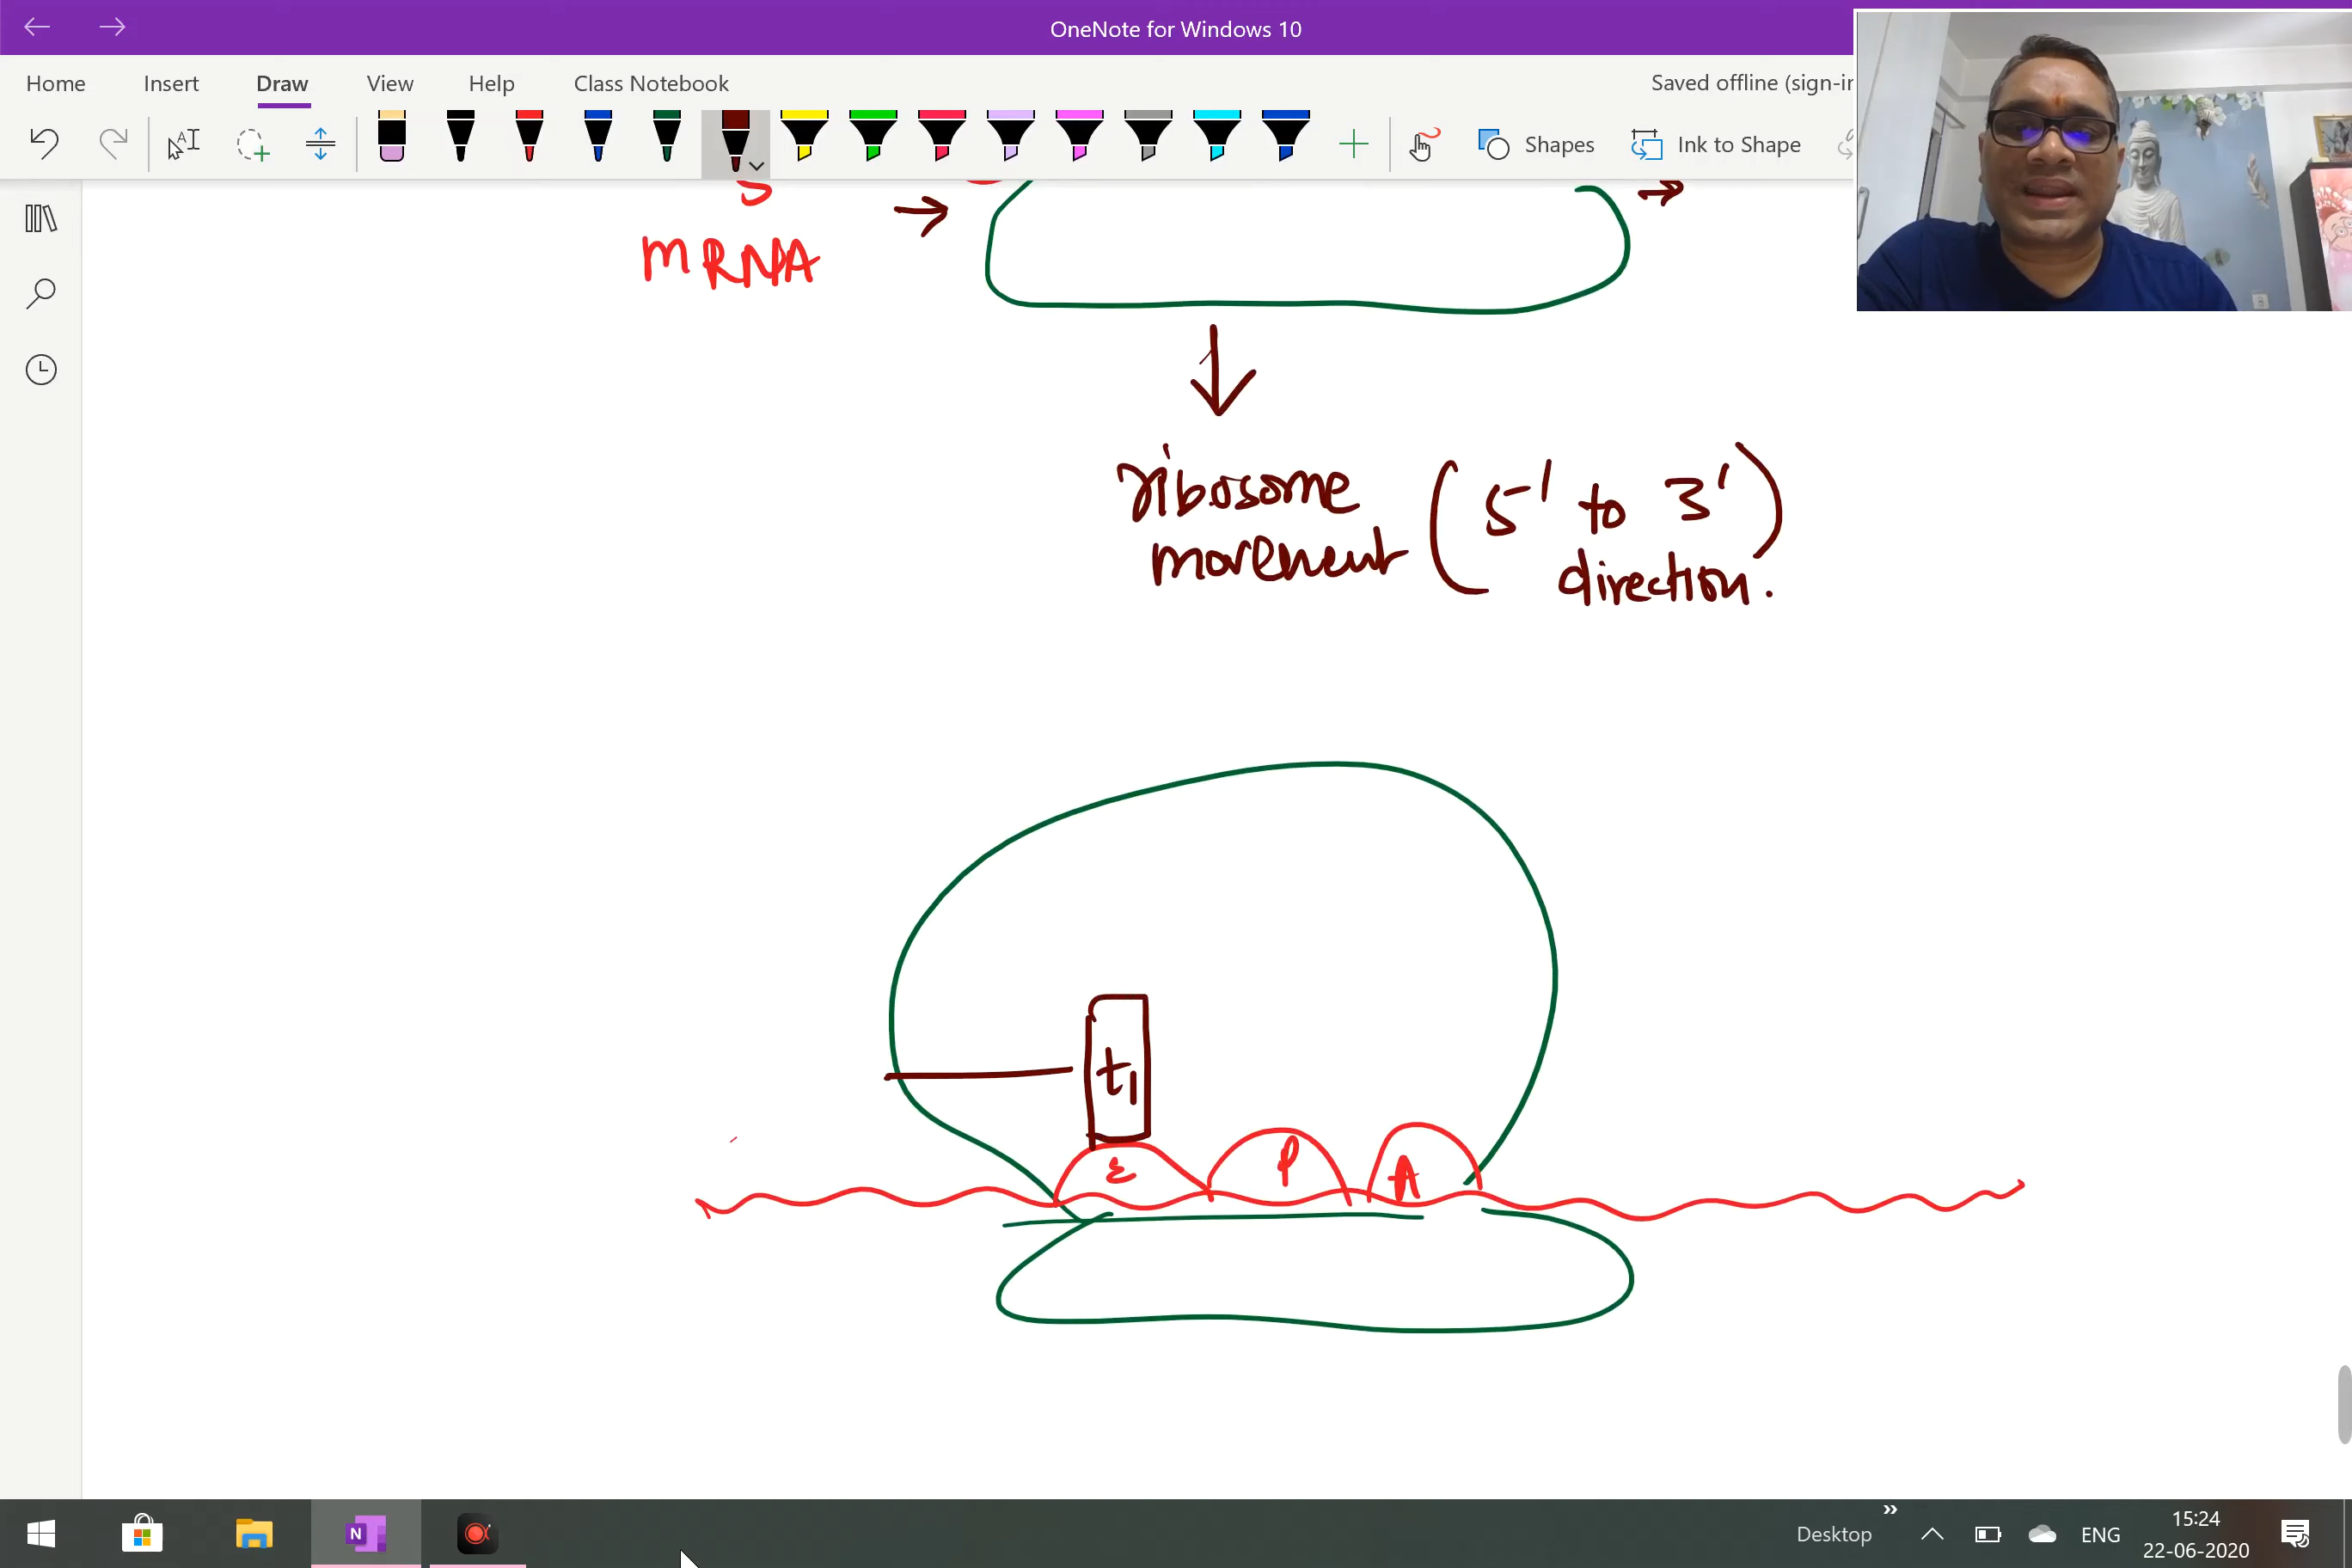 OneNote for Windows 10
Home Insert Draw View Help Class Notebook
Saved offline (sign-in
Shapes Ink to Shape
mRNA
ribosome
movement
(5' to 3')
direction.
t1
E P A
Desktop
ENG
15:24
22-06-2020